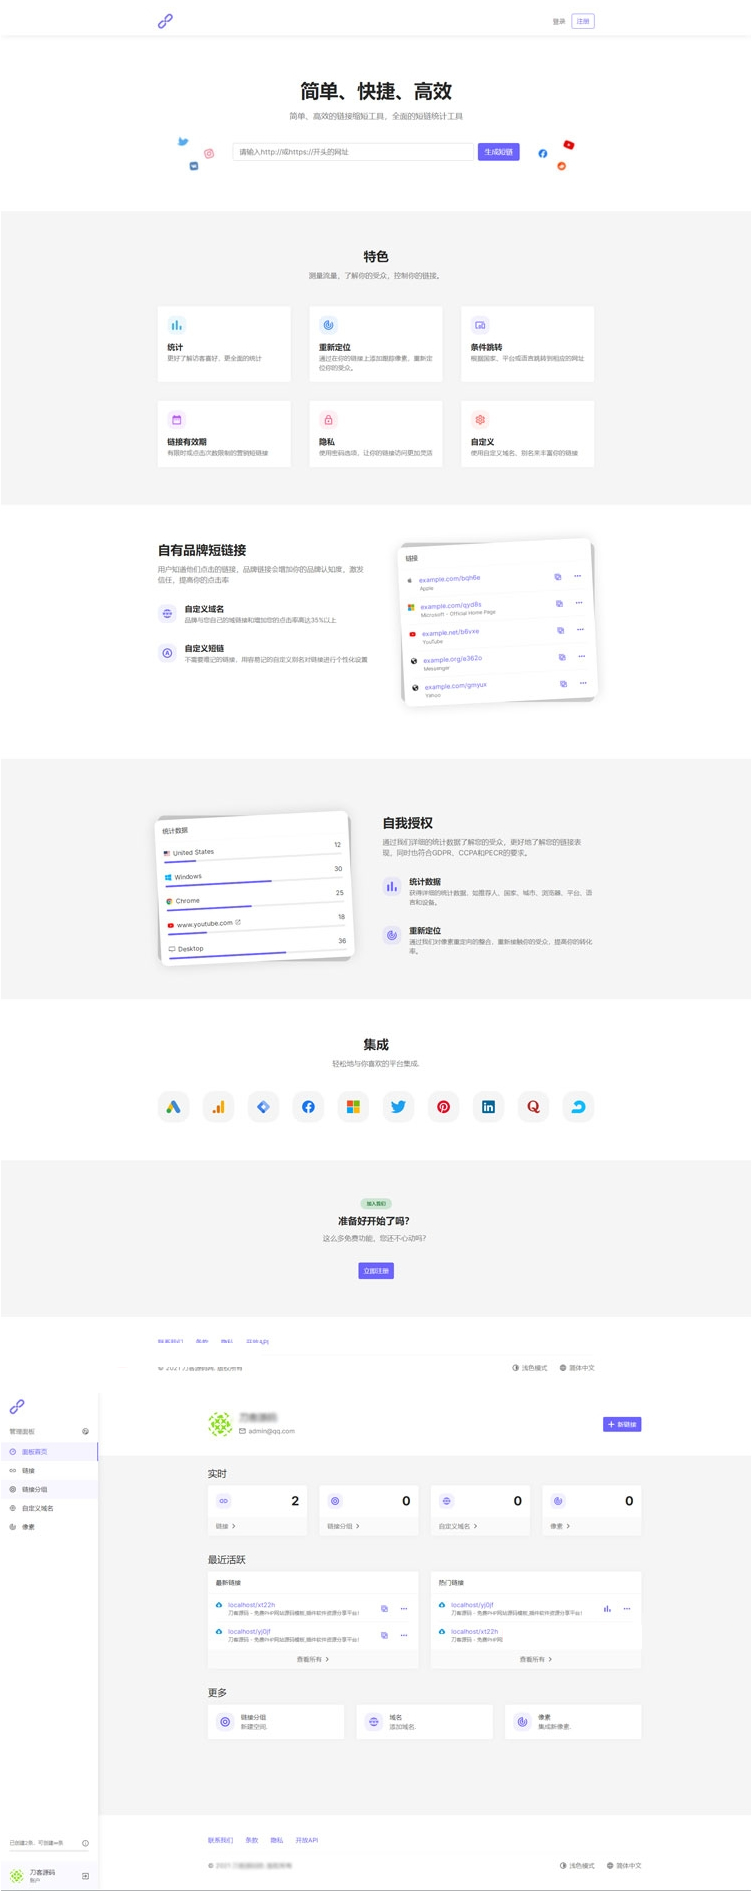 登录 注册
简单、快捷、高效
简单、高效的链接缩短工具，全面的短链统计工具
请输入http://或https://开头的网址 生成短链
特色
测量流量，了解你的受众，控制你的链接。
统计
更好了解访客喜好，更全面的统计
重新定位
通过在你的链接上添加跟踪像素，重新定
位你的受众。
条件跳转
根据国家、平台或语言跳转到相应的网址
链接有效期
有限时或点击次数限制的营销短链接
隐私
使用密码选项，让你的链接访问更加灵活
自定义
使用自定义域名、别名来丰富你的链接
自有品牌短链接
用户知道他们点击的链接，品牌链接会增加你的品牌认知度，激发
信任，提高你的点击率
自定义域名
品牌与您自己的域链接和增加您的点击率高达35%以上
自定义短链
不需要难记的链接，用容易记的自定义别名对链接进行个性化设置
链接
example.com/bqh6e
Apple
example.com/qyd8s
Microsoft - Official Home Page
example.net/b6vxe
YouTube
example.org/e362o
Messenger
example.com/gmyux
Yahoo
统计数据
United States 12
Windows 30
Chrome 25
www.youtube.com 18
Desktop 36
自我授权
通过我们详细的统计数据了解您的受众，更好地了解您的链接表
现，同时也符合GDPR、CCPA和PECR的要求。
统计数据
获得详细的统计数据，如推荐人、国家、城市、浏览器、平台、语
言和设备。
重新定位
通过我们对像素重定向的整合，重新接触你的受众，提高你的转化
率。
集成
轻松地与你喜欢的平台集成.
加入我们
准备好开始了吗?
这么多免费功能，您还不心动吗?
立即注册
联系我们 条款 隐私 开放API
© 2021 刀客源码网. 版权所有 浅色模式 简体中文
管理面板
面板首页
链接
链接分组
自定义域名
像素
admin@qq.com
新链接
实时
2
链接
0
链接分组
0
自定义域名
0
像素
最近活跃
最新链接
localhost/xt22h
刀客源码 - 免费PHP网站源码模板,插件软件资源分享平台!
localhost/yj0jf
刀客源码 - 免费PHP网站源码模板,插件软件资源分享平台!
查看所有
热门链接
localhost/yj0jf
刀客源码 - 免费PHP网站源码模板,插件软件资源分享平台!
localhost/xt22h
刀客源码 - 免费PHP网
查看所有
更多
链接分组
新建空间.
域名
添加域名.
像素
集成新像素.
已创建2条，可创建∞条
刀客源码
账户
联系我们 条款 隐私 开放API
© 2021 浅色模式 简体中文